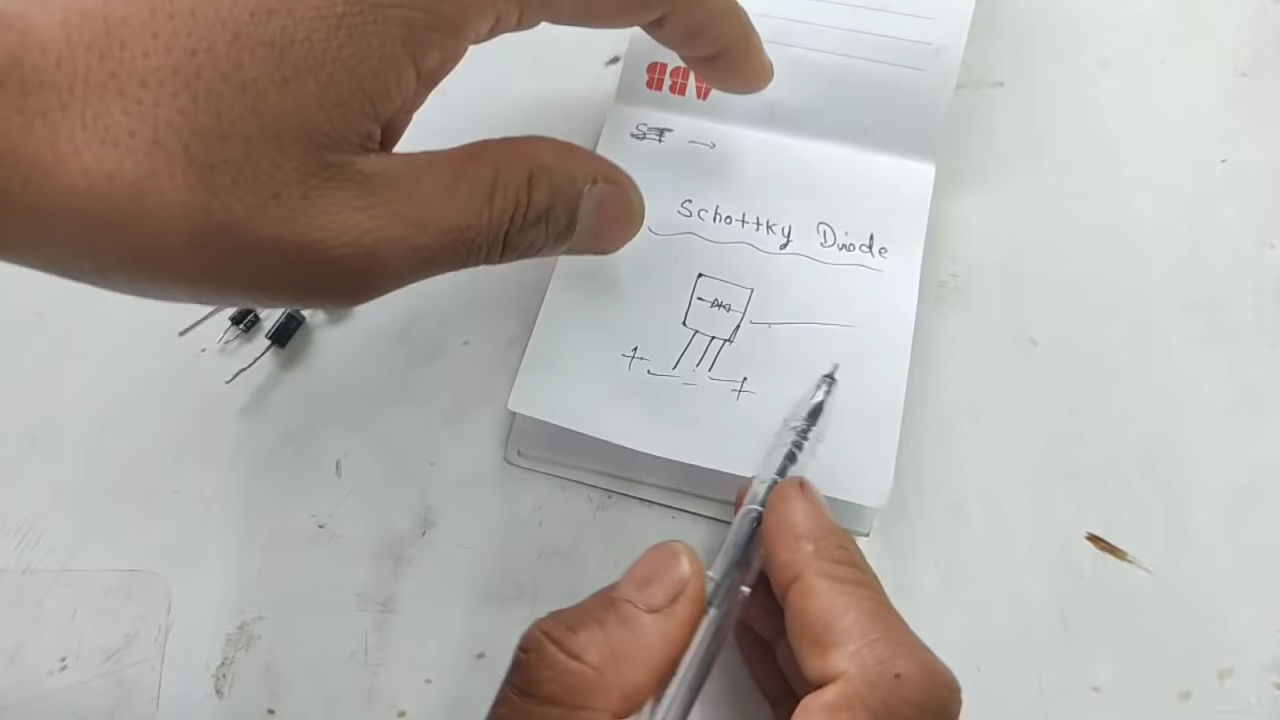 ABB
→
Schottky Diode
+ - +